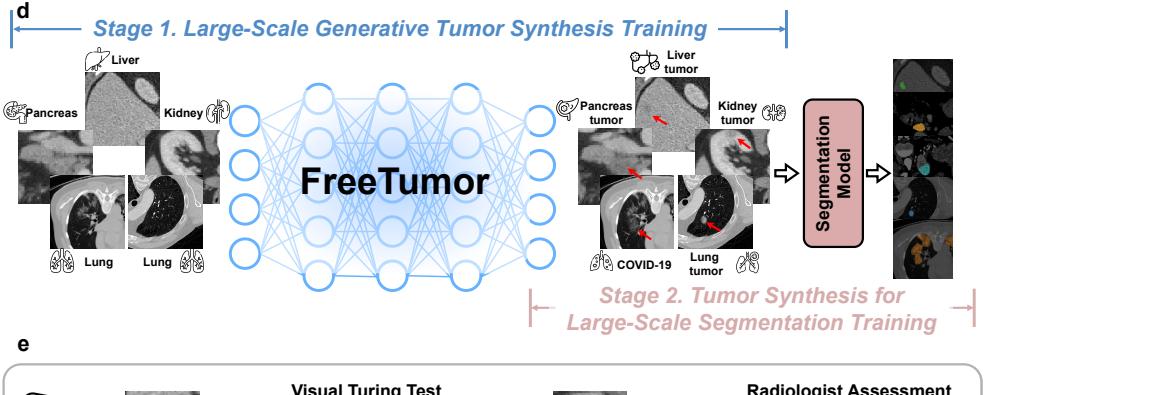 d
Stage 1. Large-Scale Generative Tumor Synthesis Training
Liver
Pancreas
Kidney
Lung
Lung
FreeTumor
Liver
tumor
Pancreas
tumor
Kidney
tumor
COVID-19
Lung
tumor
Segmentation
Model
Stage 2. Tumor Synthesis for
Large-Scale Segmentation Training
e
Visual Turing Test
Radiologist Assessment